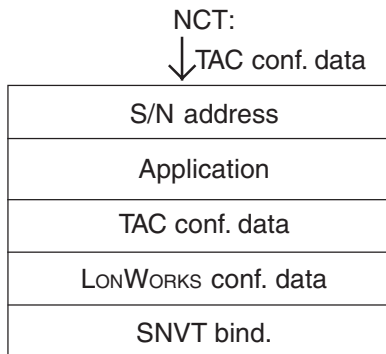 NCT:
TAC conf. data
S/N address
Application
TAC conf. data
LONWORKS conf. data
SNVT bind.